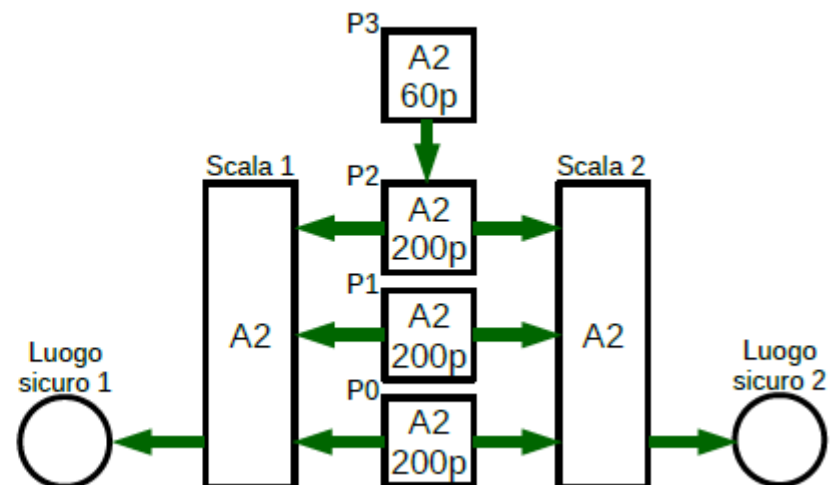 P3
A2
60p
Scala 1
P2
Scala 2
A2
200p
P1
A2
A2
200p
A2
Luogo
sicuro 1
Luogo
sicuro 2
P0
A2
200p